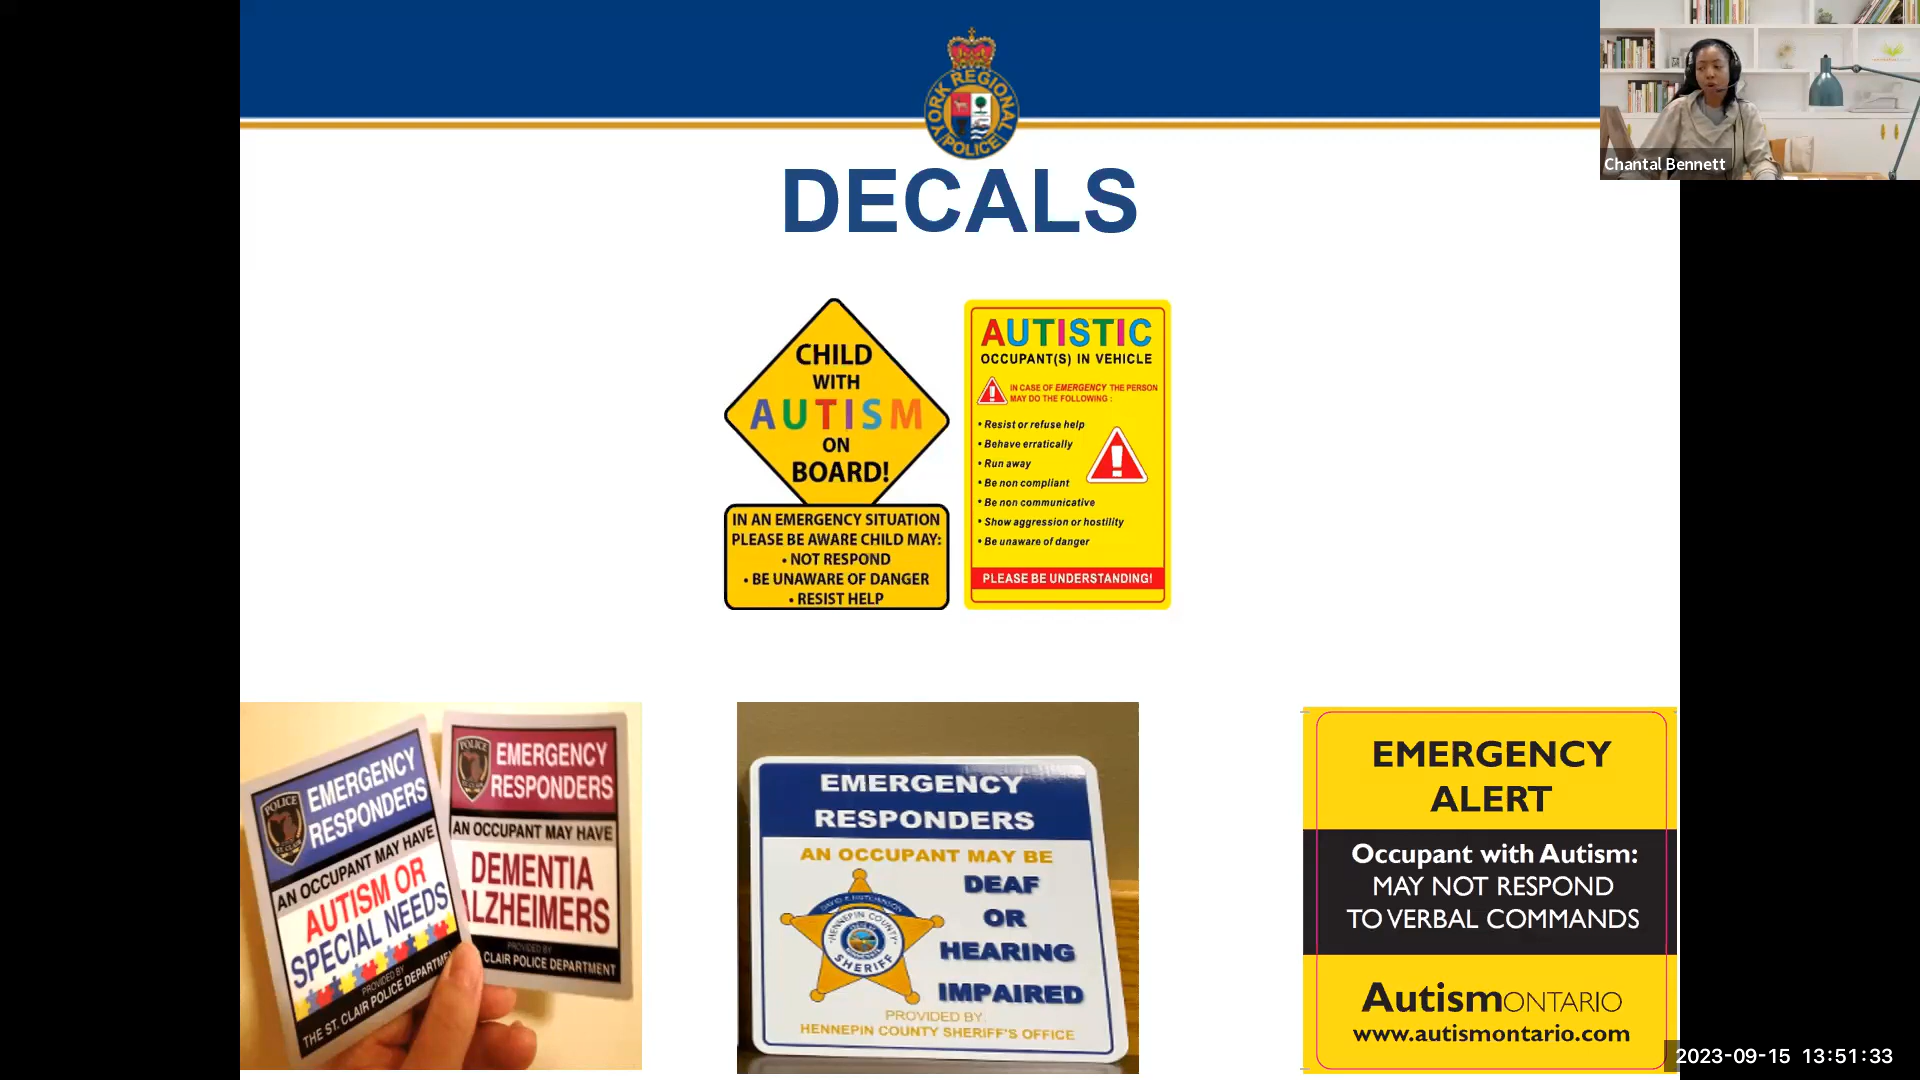 YORK REGIONAL
POLICE
Chantal Bennett
DECALS
CHILD
WITH
AUTISM
ON
BOARD!
IN AN EMERGENCY SITUATION
PLEASE BE AWARE CHILD MAY:
• NOT RESPOND
• BE UNAWARE OF DANGER
• RESIST HELP
AUTISTIC
OCCUPANT(S) IN VEHICLE
IN CASE OF EMERGENCY THE PERSON
MAY DO THE FOLLOWING :
• Resist or refuse help
• Behave erratically
• Run away
• Be non compliant
• Be non communicative
• Show aggression or hostility
• Be unaware of danger
PLEASE BE UNDERSTANDING!
POLICE
EMERGENCY
RESPONDERS
AN OCCUPANT MAY HAVE
AUTISM OR
SPECIAL NEEDS
PROVIDED BY
THE ST. CLAIR POLICE DEPARTMEN
POLICE
EMERGENCY
RESPONDERS
AN OCCUPANT MAY HAVE
DEMENTIA
ALZHEIMERS
PROVIDED BY
CLAIR POLICE DEPARTMENT
EMERGENCY
RESPONDERS
AN OCCUPANT MAY BE
DEAF
OR
HEARING
IMPAIRED
HENNEPIN COUNTY
SHERIFF
PROVIDED BY:
HENNEPIN COUNTY SHERIFF'S OFFICE
EMERGENCY
ALERT
Occupant with Autism:
MAY NOT RESPOND
TO VERBAL COMMANDS
AutismONTARIO
www.autismontario.com
2023-09-15 13:51:33